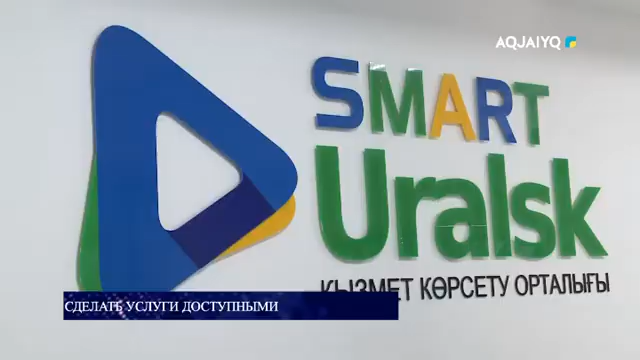 AQJAIYQ
SMART
Uralsk
ҚЫЗМЕТ КӨРСЕТУ ОРТАЛЫҒЫ
СДЕЛАТЬ УСЛУГИ ДОСТУПНЫМИ